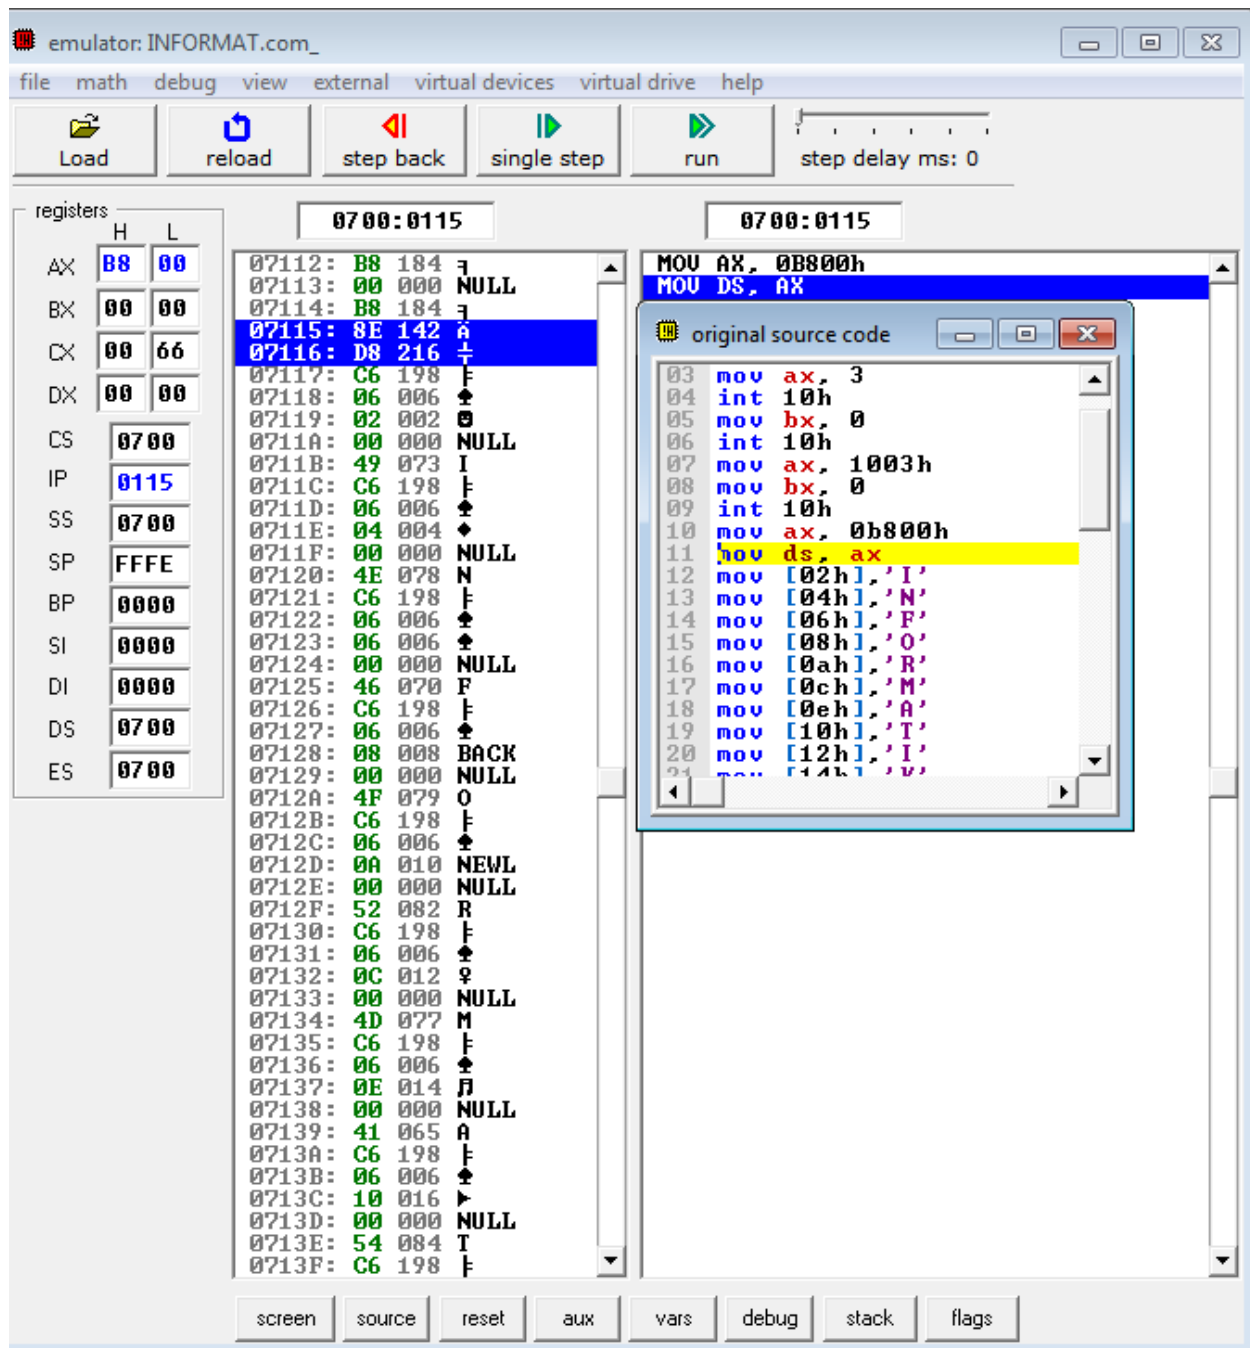 emulator: INFORMAT.com_
file math debug view external virtual devices virtual drive help
Load reload step back single step run step delay ms: 0
registers
H L
AX B8 00
BX 00 00
CX 00 66
DX 00 00
CS 0700
IP 0115
SS 0700
SP FFFE
BP 0000
SI 0000
DI 0000
DS 0700
ES 0700
0700:0115
07112: B8 184 ╕
07113: 00 000 NULL
07114: B8 184 ╕
07115: 8E 142 Ä
07116: D8 216 ╪
07117: C6 198 ╞
07118: 06 006 ♠
07119: 02 002 ☻
0711A: 00 000 NULL
0711B: 49 073 I
0711C: C6 198 ╞
0711D: 06 006 ♠
0711E: 04 004 ♦
0711F: 00 000 NULL
07120: 4E 078 N
07121: C6 198 ╞
07122: 06 006 ♠
07123: 06 006 ♠
07124: 00 000 NULL
07125: 46 070 F
07126: C6 198 ╞
07127: 06 006 ♠
07128: 08 008 BACK
07129: 00 000 NULL
0712A: 4F 079 O
0712B: C6 198 ╞
0712C: 06 006 ♠
0712D: 0A 010 NEWL
0712E: 00 000 NULL
0712F: 52 082 R
07130: C6 198 ╞
07131: 06 006 ♠
07132: 0C 012 ♀
07133: 00 000 NULL
07134: 4D 077 M
07135: C6 198 ╞
07136: 06 006 ♠
07137: 0E 014 ♫
07138: 00 000 NULL
07139: 41 065 A
0713A: C6 198 ╞
0713B: 06 006 ♠
0713C: 10 016 ►
0713D: 00 000 NULL
0713E: 54 084 T
0713F: C6 198 ╞
0700:0115
MOV AX, 0B800h
MOV DS, AX
original source code
03 mov ax, 3
04 int 10h
05 mov bx, 0
06 int 10h
07 mov ax, 1003h
08 mov bx, 0
09 int 10h
10 mov ax, 0b800h
11 mov ds, ax
12 mov [02h],'I'
13 mov [04h],'N'
14 mov [06h],'F'
15 mov [08h],'O'
16 mov [0ah],'R'
17 mov [0ch],'M'
18 mov [0eh],'A'
19 mov [10h],'T'
20 mov [12h],'I'
21 mov [14h],'K'
screen source reset aux vars debug stack flags